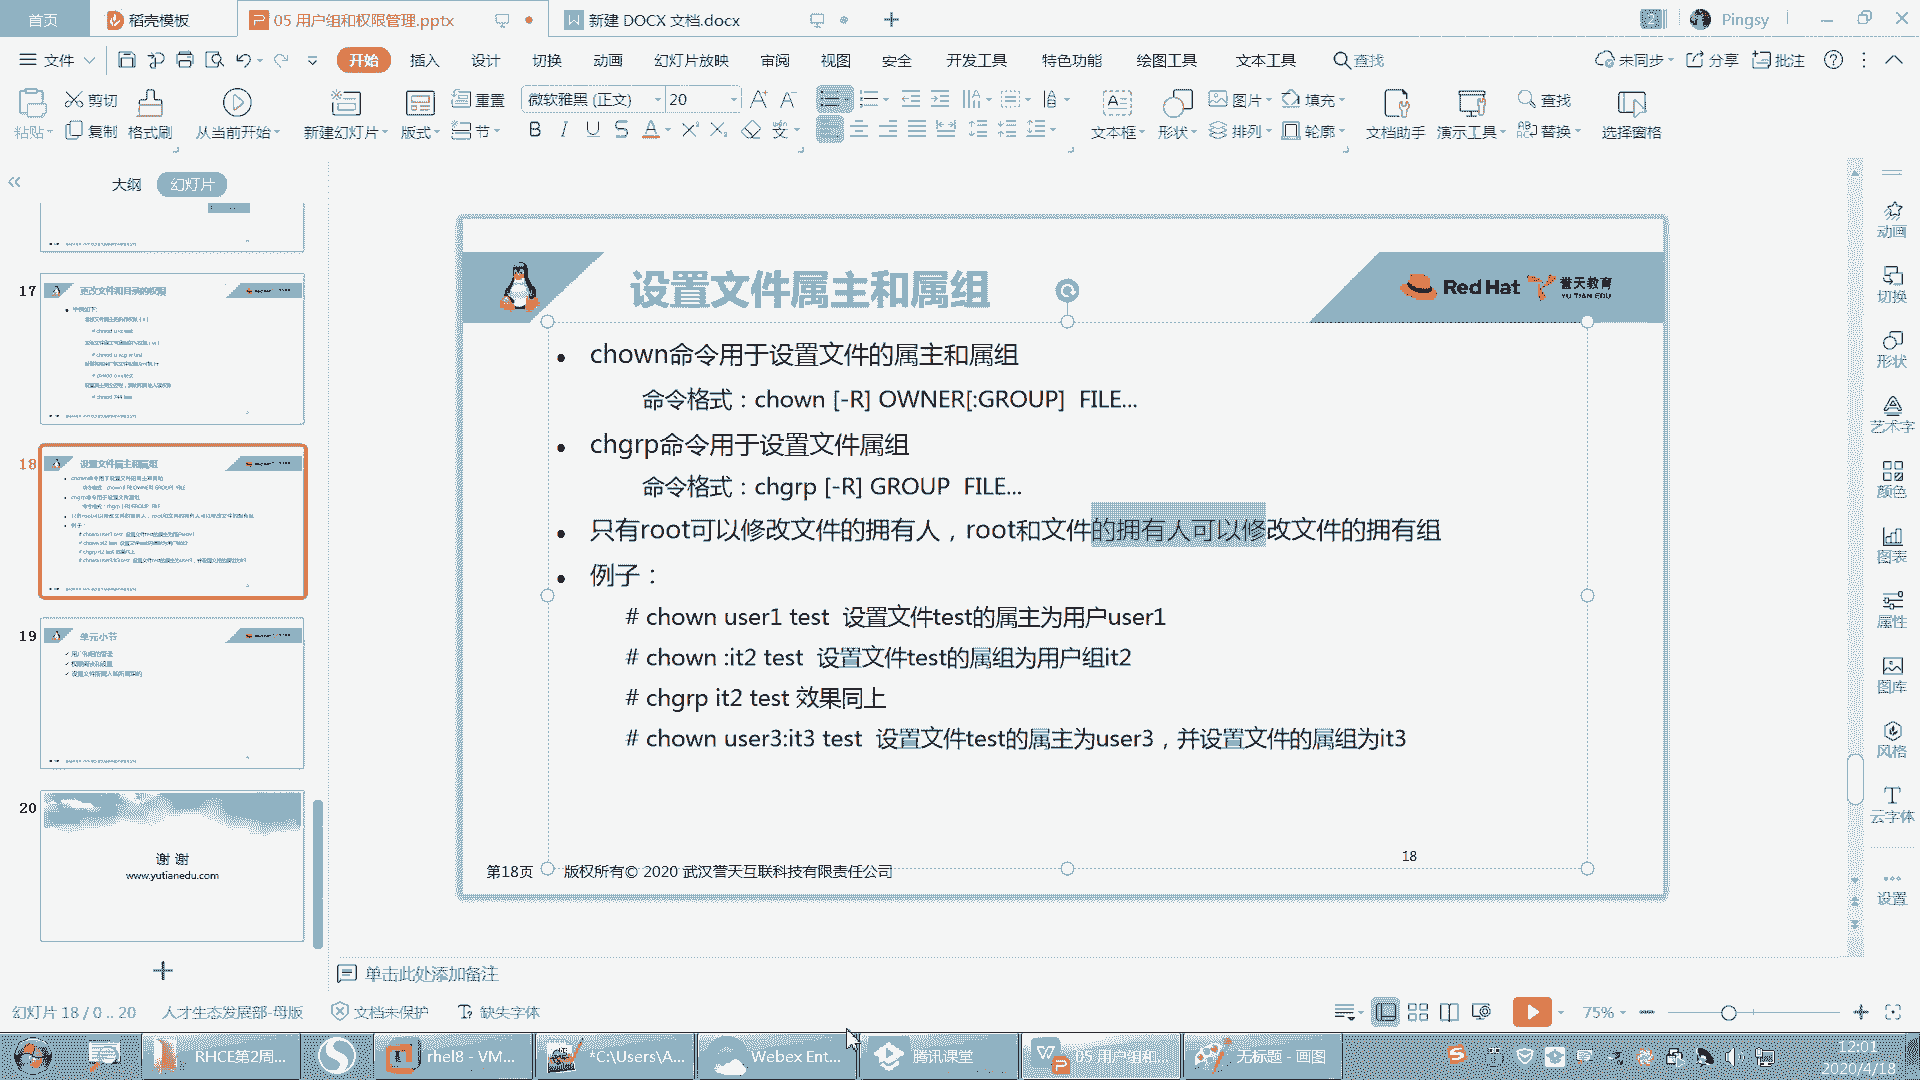 首页
稻壳模板
05 用户组和权限管理.pptx
新建 DOCX 文档.docx
Pingsy
文件
开始
插入
设计
切换
动画
幻灯片放映
审阅
视图
安全
开发工具
特色功能
绘图工具
文本工具
查找
未同步
分享
批注
粘贴
剪切
复制
格式刷
从当前开始
新建幻灯片
版式
重置
节
微软雅黑 (正文)
20
文本框
形状
图片
排列
填充
轮廓
文档助手
演示工具
查找
替换
选择窗格
大纲
幻灯片
17
更改文件和目录的权限
18
设置文件属主和属组
19
单元小节
20
谢 谢
www.yutianedu.com
设置文件属主和属组
Red Hat
誉天教育
YU TIAN EDU
• chown命令用于设置文件的属主和属组
命令格式：chown [-R] OWNER[:GROUP] FILE...
• chgrp命令用于设置文件属组
命令格式：chgrp [-R] GROUP FILE...
• 只有root可以修改文件的拥有人，root和文件的拥有人可以修改文件的拥有组
• 例子：
# chown user1 test 设置文件test的属主为用户user1
# chown :it2 test 设置文件test的属组为用户组it2
# chgrp it2 test 效果同上
# chown user3:it3 test 设置文件test的属主为user3，并设置文件的属组为it3
18
第18页
版权所有© 2020 武汉誉天互联科技有限责任公司
动画
切换
形状
艺术字
颜色
图表
属性
图库
风格
云字体
设置
单击此处添加备注
幻灯片 18 / 0 .. 20
人才生态发展部-母版
文档未保护
缺失字体
75%
RHCE第2周...
rhel8 - VM...
*C:\Users\A...
Webex Ent...
腾讯课堂
05 用户组和...
无标题 - 画图
12:01
2020/4/18